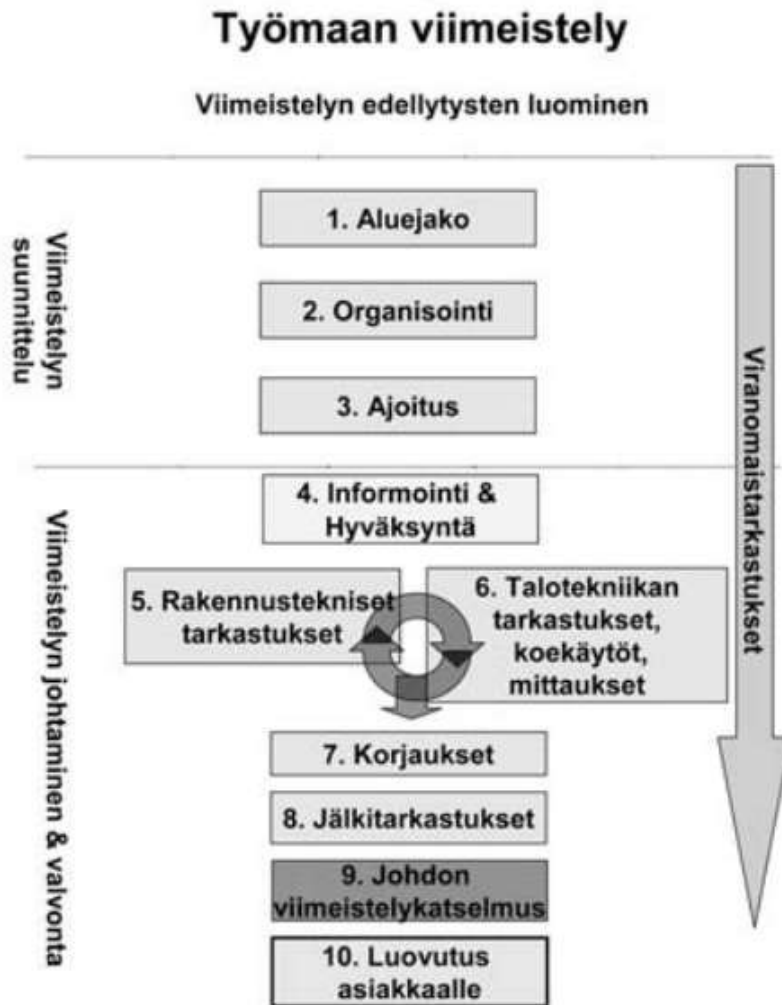 Työmaan viimeistely
Viimeistelyn edellytysten luominen
Viimeistelyn
suunnittelu
1. Aluejako
2. Organisointi
3. Ajoitus
Viranomaistarkastukset
Viimeistelyn johtaminen & valvonta
4. Informointi &
Hyväksyntä
5. Rakennustekniset
tarkastukset
6. Talotekniikan
tarkastukset,
koekäytöt,
mittaukset
7. Korjaukset
8. Jälkitarkastukset
9. Johdon
viimeistelykatselmus
10. Luovutus
asiakkaalle